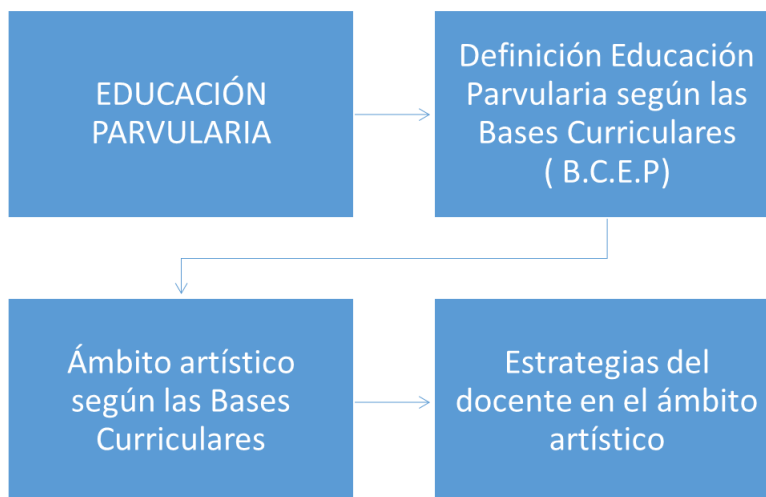 EDUCACIÓN
PARVULARIA
Definición Educación
Parvularia según las
Bases Curriculares
( B.C.E.P)
Ámbito artístico
según las Bases
Curriculares
Estrategias del
docente en el ámbito
artístico